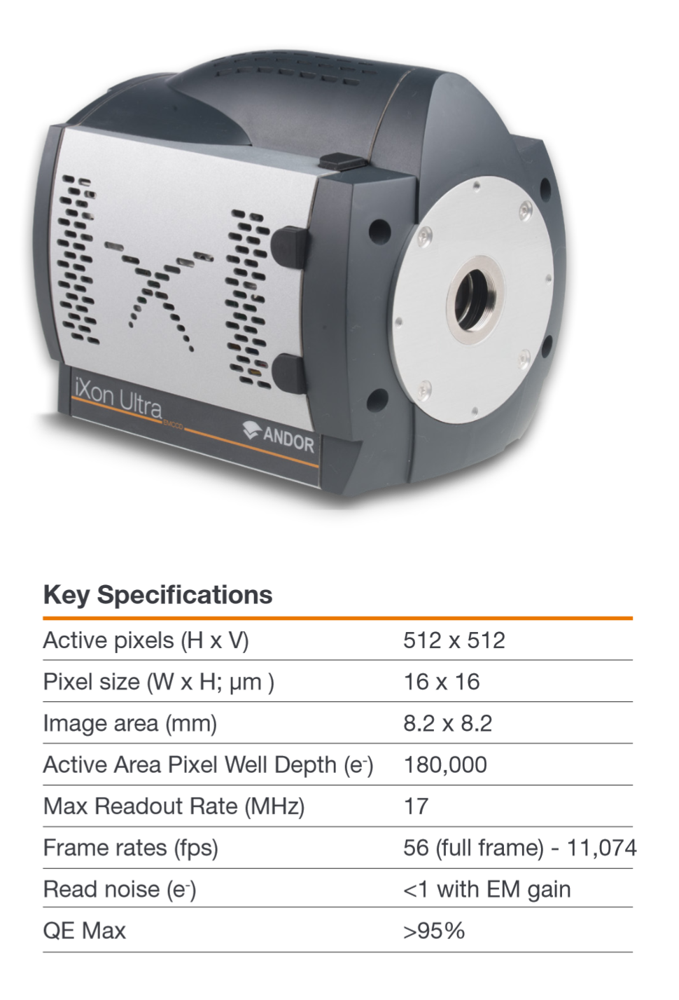 iXon Ultra
EMCCD
ANDOR
Key Specifications
Active pixels (H x V) 512 x 512
Pixel size (W x H; µm ) 16 x 16
Image area (mm) 8.2 x 8.2
Active Area Pixel Well Depth (e-) 180,000
Max Readout Rate (MHz) 17
Frame rates (fps) 56 (full frame) - 11,074
Read noise (e-) <1 with EM gain
QE Max >95%